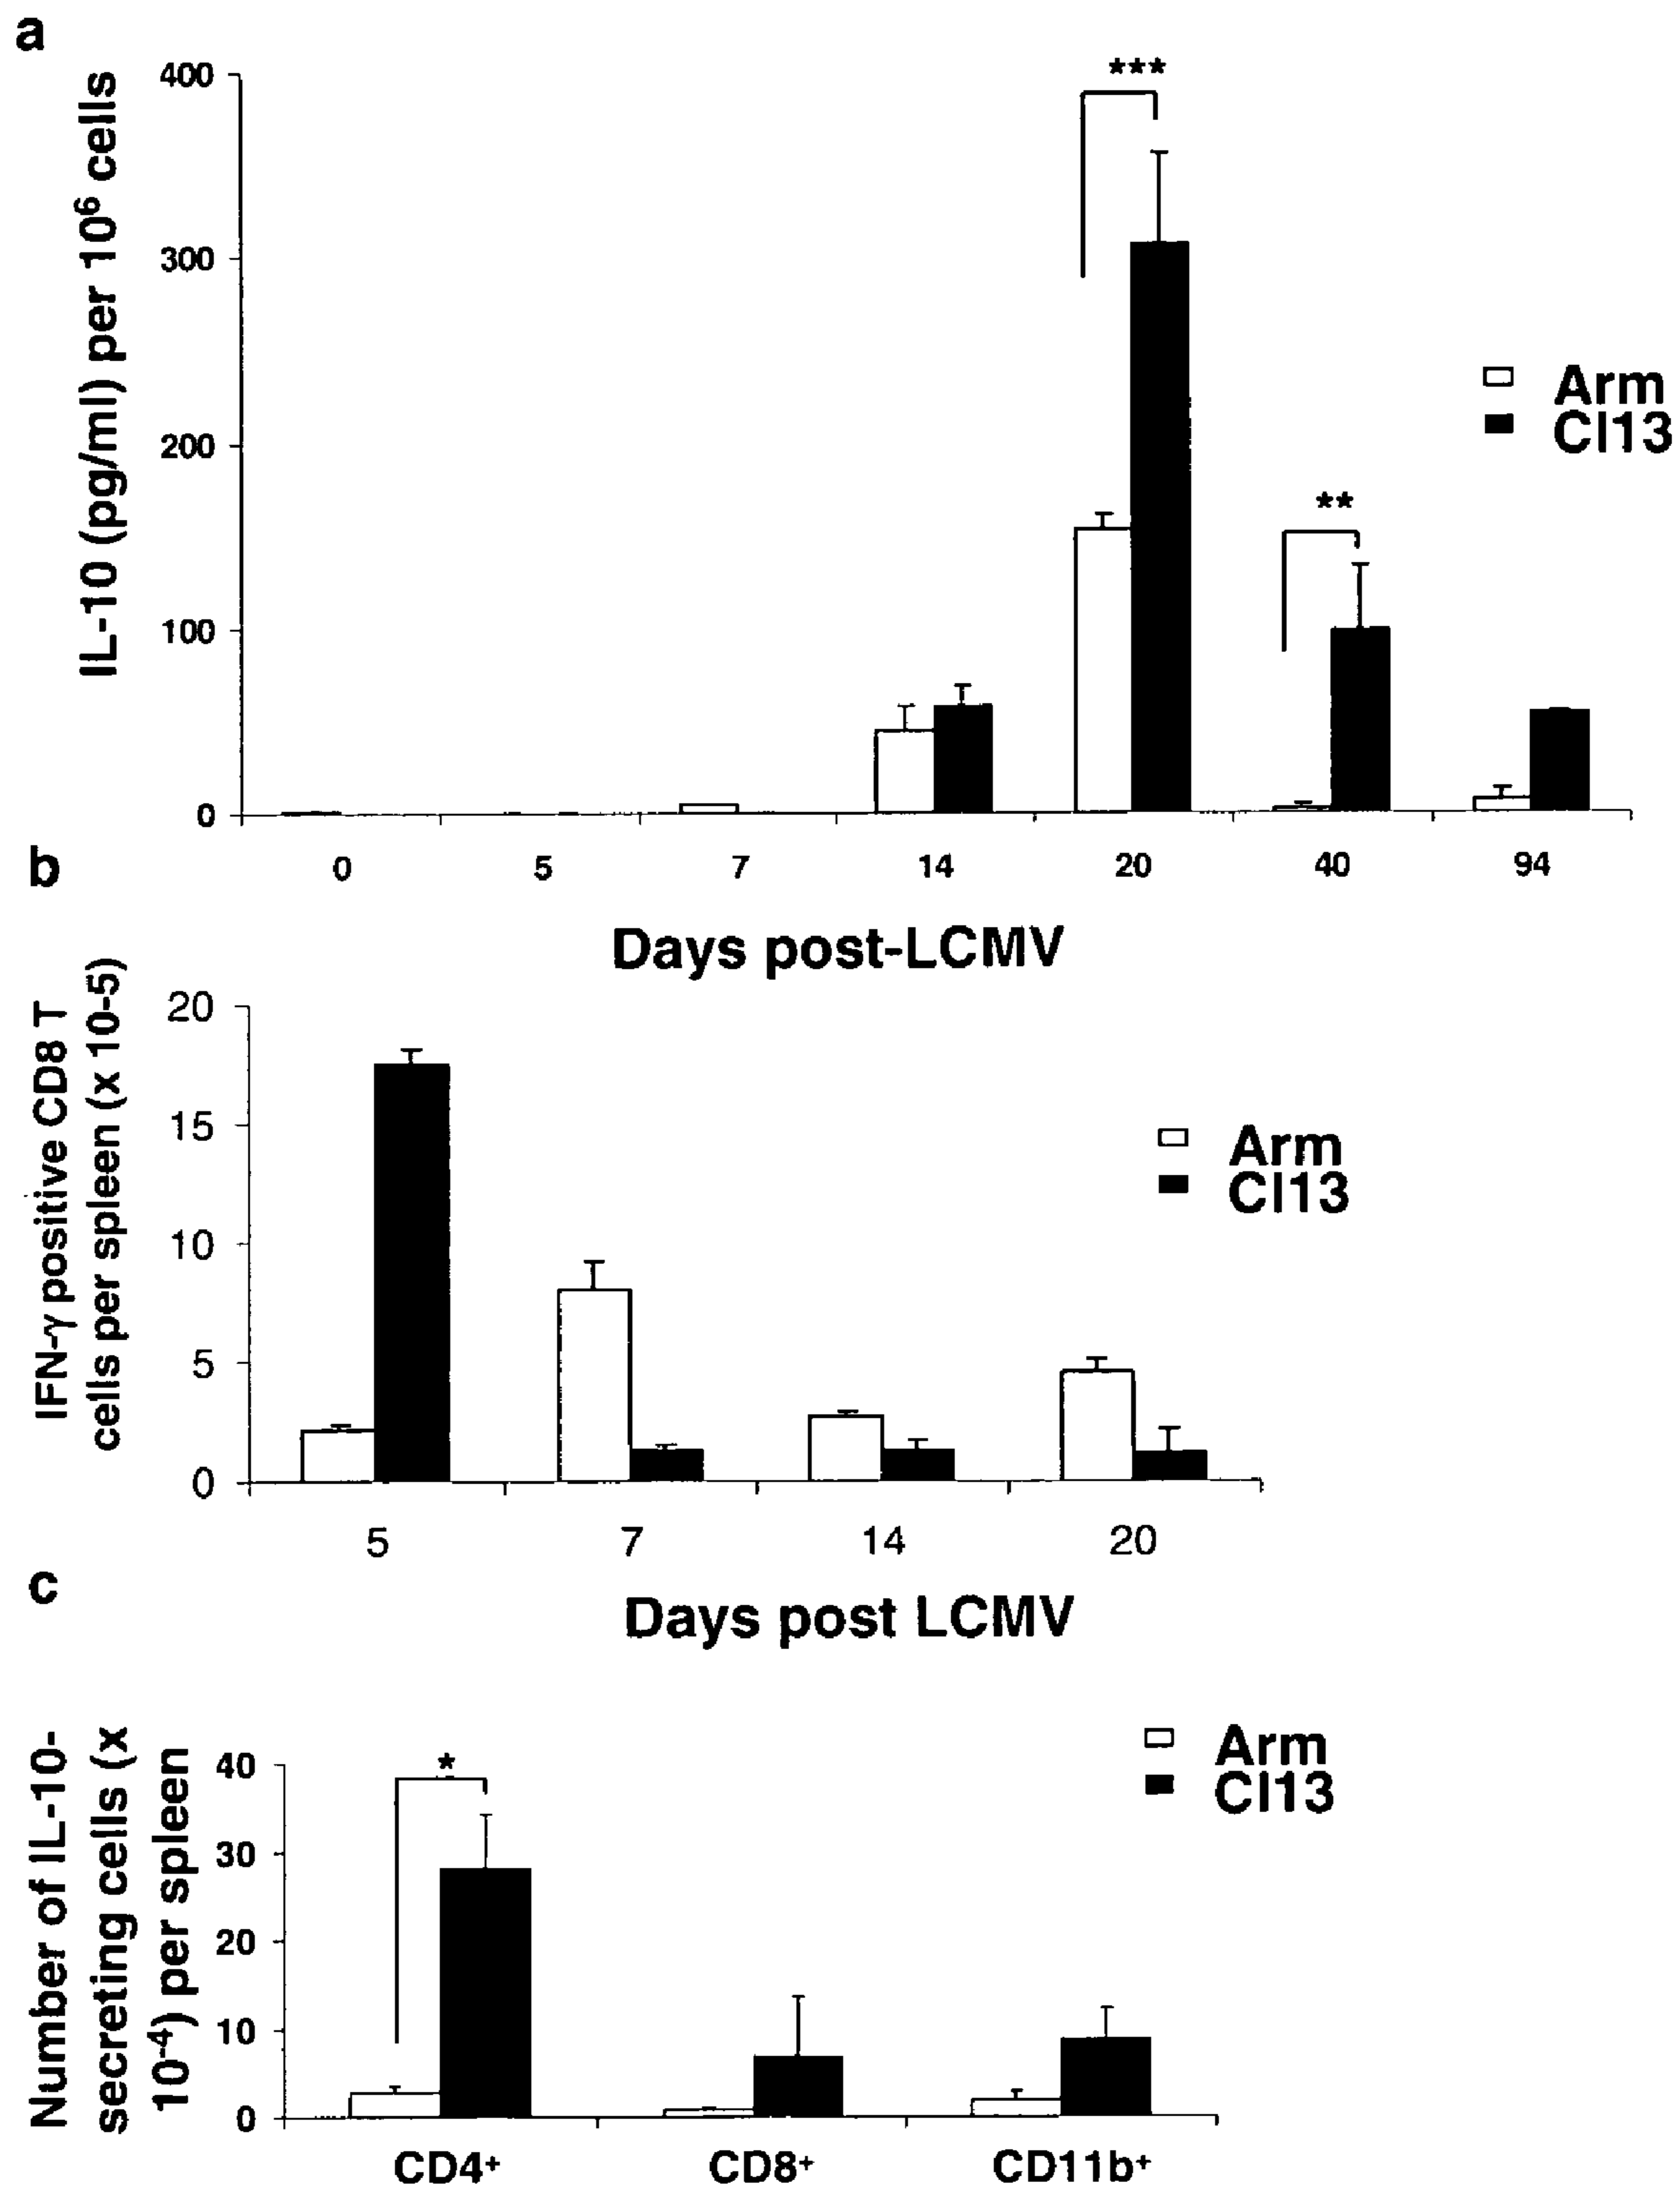 a
IL-10 (pg/ml) per 10⁶ cells
400
300
200
100
0
***
**
Arm
Cl13
0 5 7 14 20 40 94
Days post-LCMV
b
IFN-γ positive CD8 T
cells per spleen (x 10-5)
20
15
10
5
0
Arm
Cl13
5 7 14 20
Days post LCMV
c
Number of IL-10-
secreting cells (x
10⁻⁴) per spleen
40
30
20
10
0
*
Arm
Cl13
CD4⁺ CD8⁺ CD11b⁺